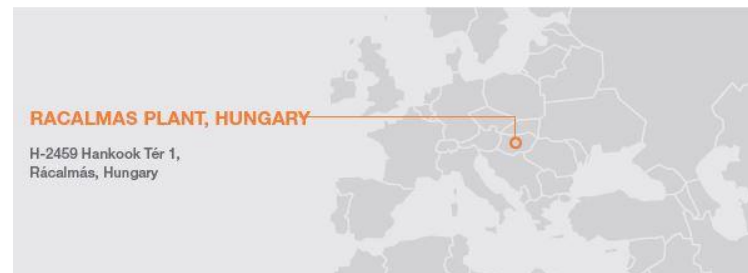 RACALMAS PLANT, HUNGARY
H-2459 Hankook Tér 1,
Rácalmás, Hungary